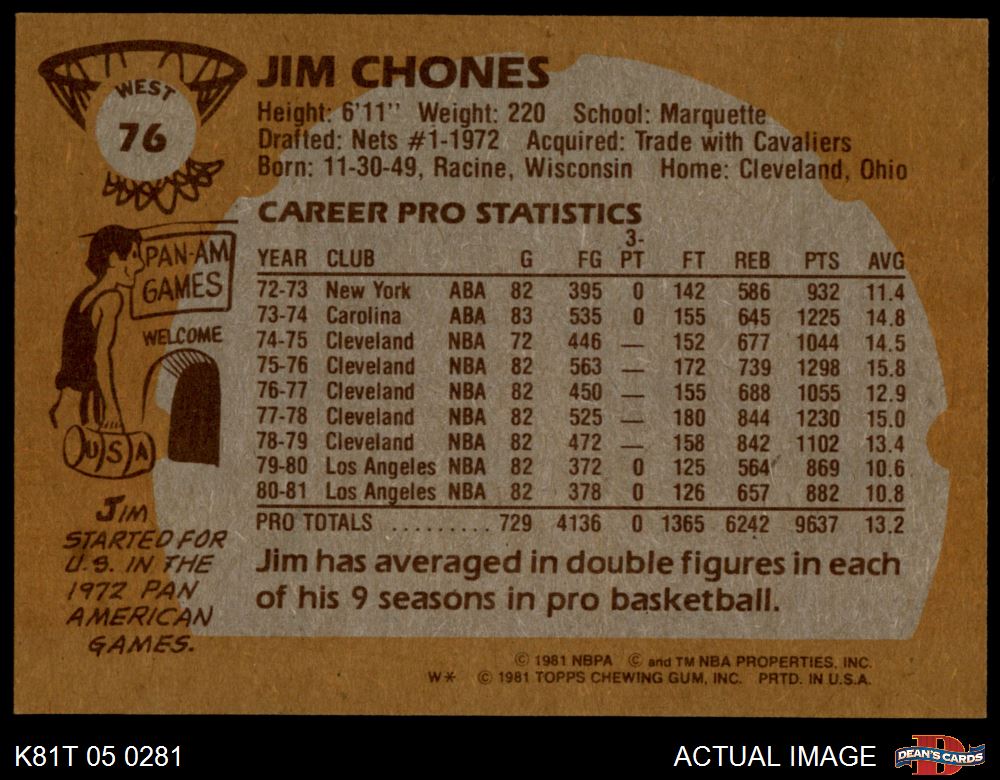 WEST
76
JIM CHONES
Height: 6'11" Weight: 220 School: Marquette
Drafted: Nets #1-1972 Acquired: Trade with Cavaliers
Born: 11-30-49, Racine, Wisconsin Home: Cleveland, Ohio
CAREER PRO STATISTICS
YEAR CLUB G FG 3-PT FT REB PTS AVG
72-73 New York ABA 82 395 0 142 586 932 11.4
73-74 Carolina ABA 83 535 0 155 645 1225 14.8
74-75 Cleveland NBA 72 446 — 152 677 1044 14.5
75-76 Cleveland NBA 82 563 — 172 739 1298 15.8
76-77 Cleveland NBA 82 450 — 155 688 1055 12.9
77-78 Cleveland NBA 82 525 — 180 844 1230 15.0
78-79 Cleveland NBA 82 472 — 158 842 1102 13.4
79-80 Los Angeles NBA 82 372 0 125 564 869 10.6
80-81 Los Angeles NBA 82 378 0 126 657 882 10.8
PRO TOTALS .......... 729 4136 0 1365 6242 9637 13.2
Jim has averaged in double figures in each
of his 9 seasons in pro basketball.
PAN-AM
GAMES
WELCOME
USA
JIM
STARTED FOR
U.S. IN THE
1972 PAN
AMERICAN
GAMES.
© 1981 NBPA © and TM NBA PROPERTIES, INC.
W* © 1981 TOPPS CHEWING GUM, INC. PRTD. IN U.S.A.
K81T 05 0281
ACTUAL IMAGE
D
DEAN'S CARDS